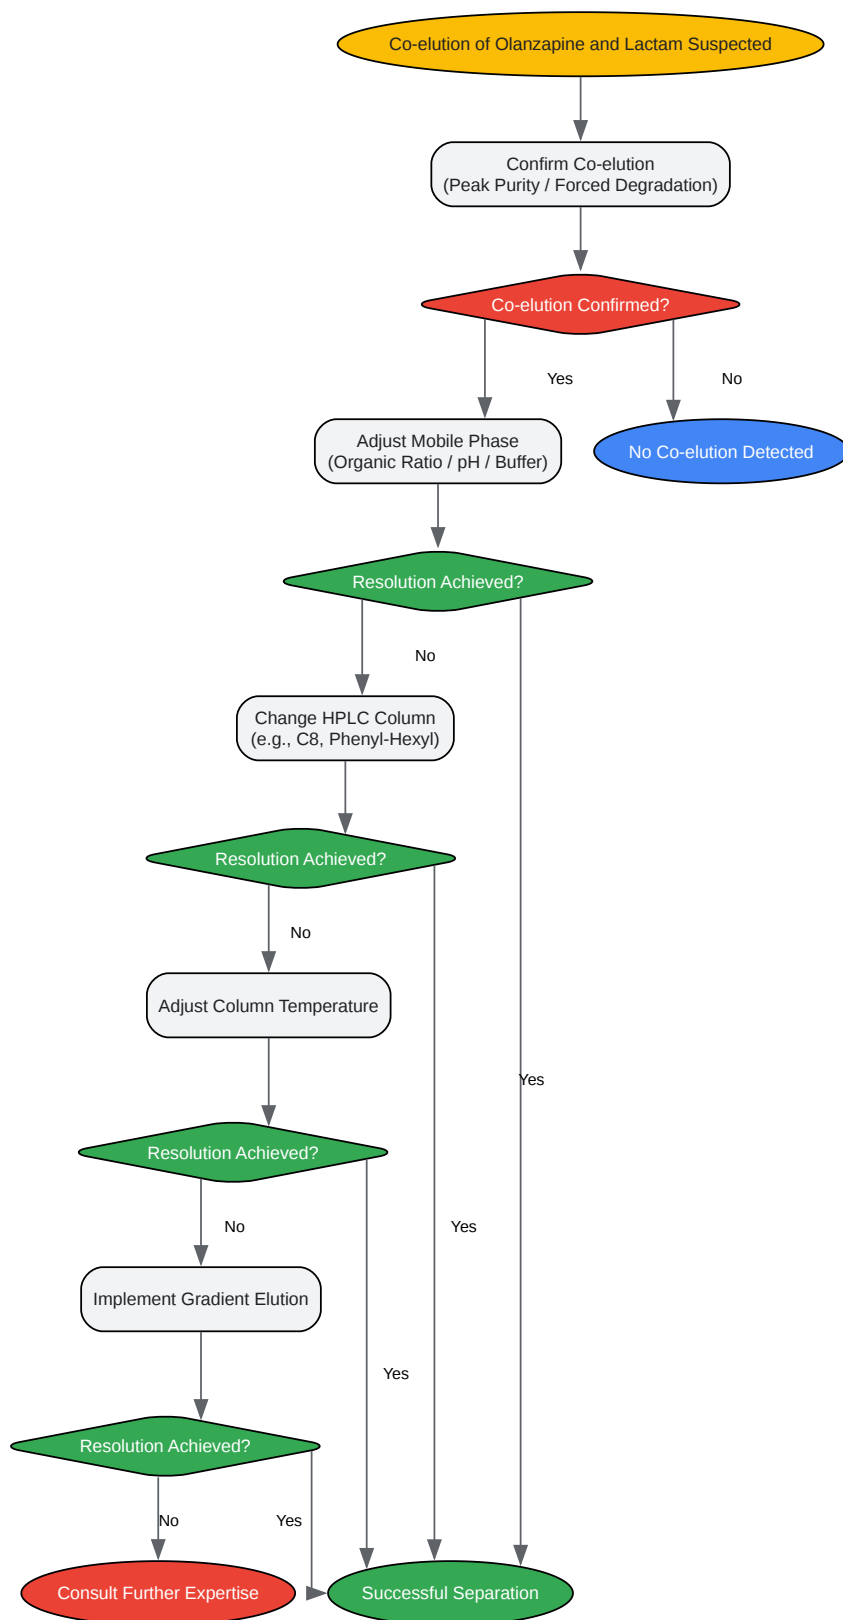 Co-elution of Olanzapine and Lactam Suspected
Confirm Co-elution
(Peak Purity / Forced Degradation)
Co-elution Confirmed?
Yes
No
Adjust Mobile Phase
(Organic Ratio / pH / Buffer)
No Co-elution Detected
Resolution Achieved?
No
Change HPLC Column
(e.g., C8, Phenyl-Hexyl)
Resolution Achieved?
No
Adjust Column Temperature
Yes
Resolution Achieved?
No
Yes
Implement Gradient Elution
Yes
Resolution Achieved?
No
Yes
Consult Further Expertise
Successful Separation